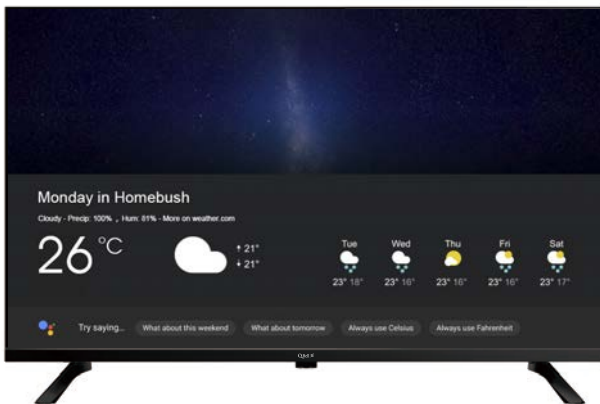 Monday in Homebush
Cloudy - Precip: 100% , Hum: 81% - More on weather.com
26 °C
↑ 21°
↓ 21°
Tue Wed Thu Fri Sat
23° 18° 23° 16° 23° 16° 23° 16° 23° 17°
Try saying... What about this weekend What about tomorrow Always use Celsius Always use Fahrenheit